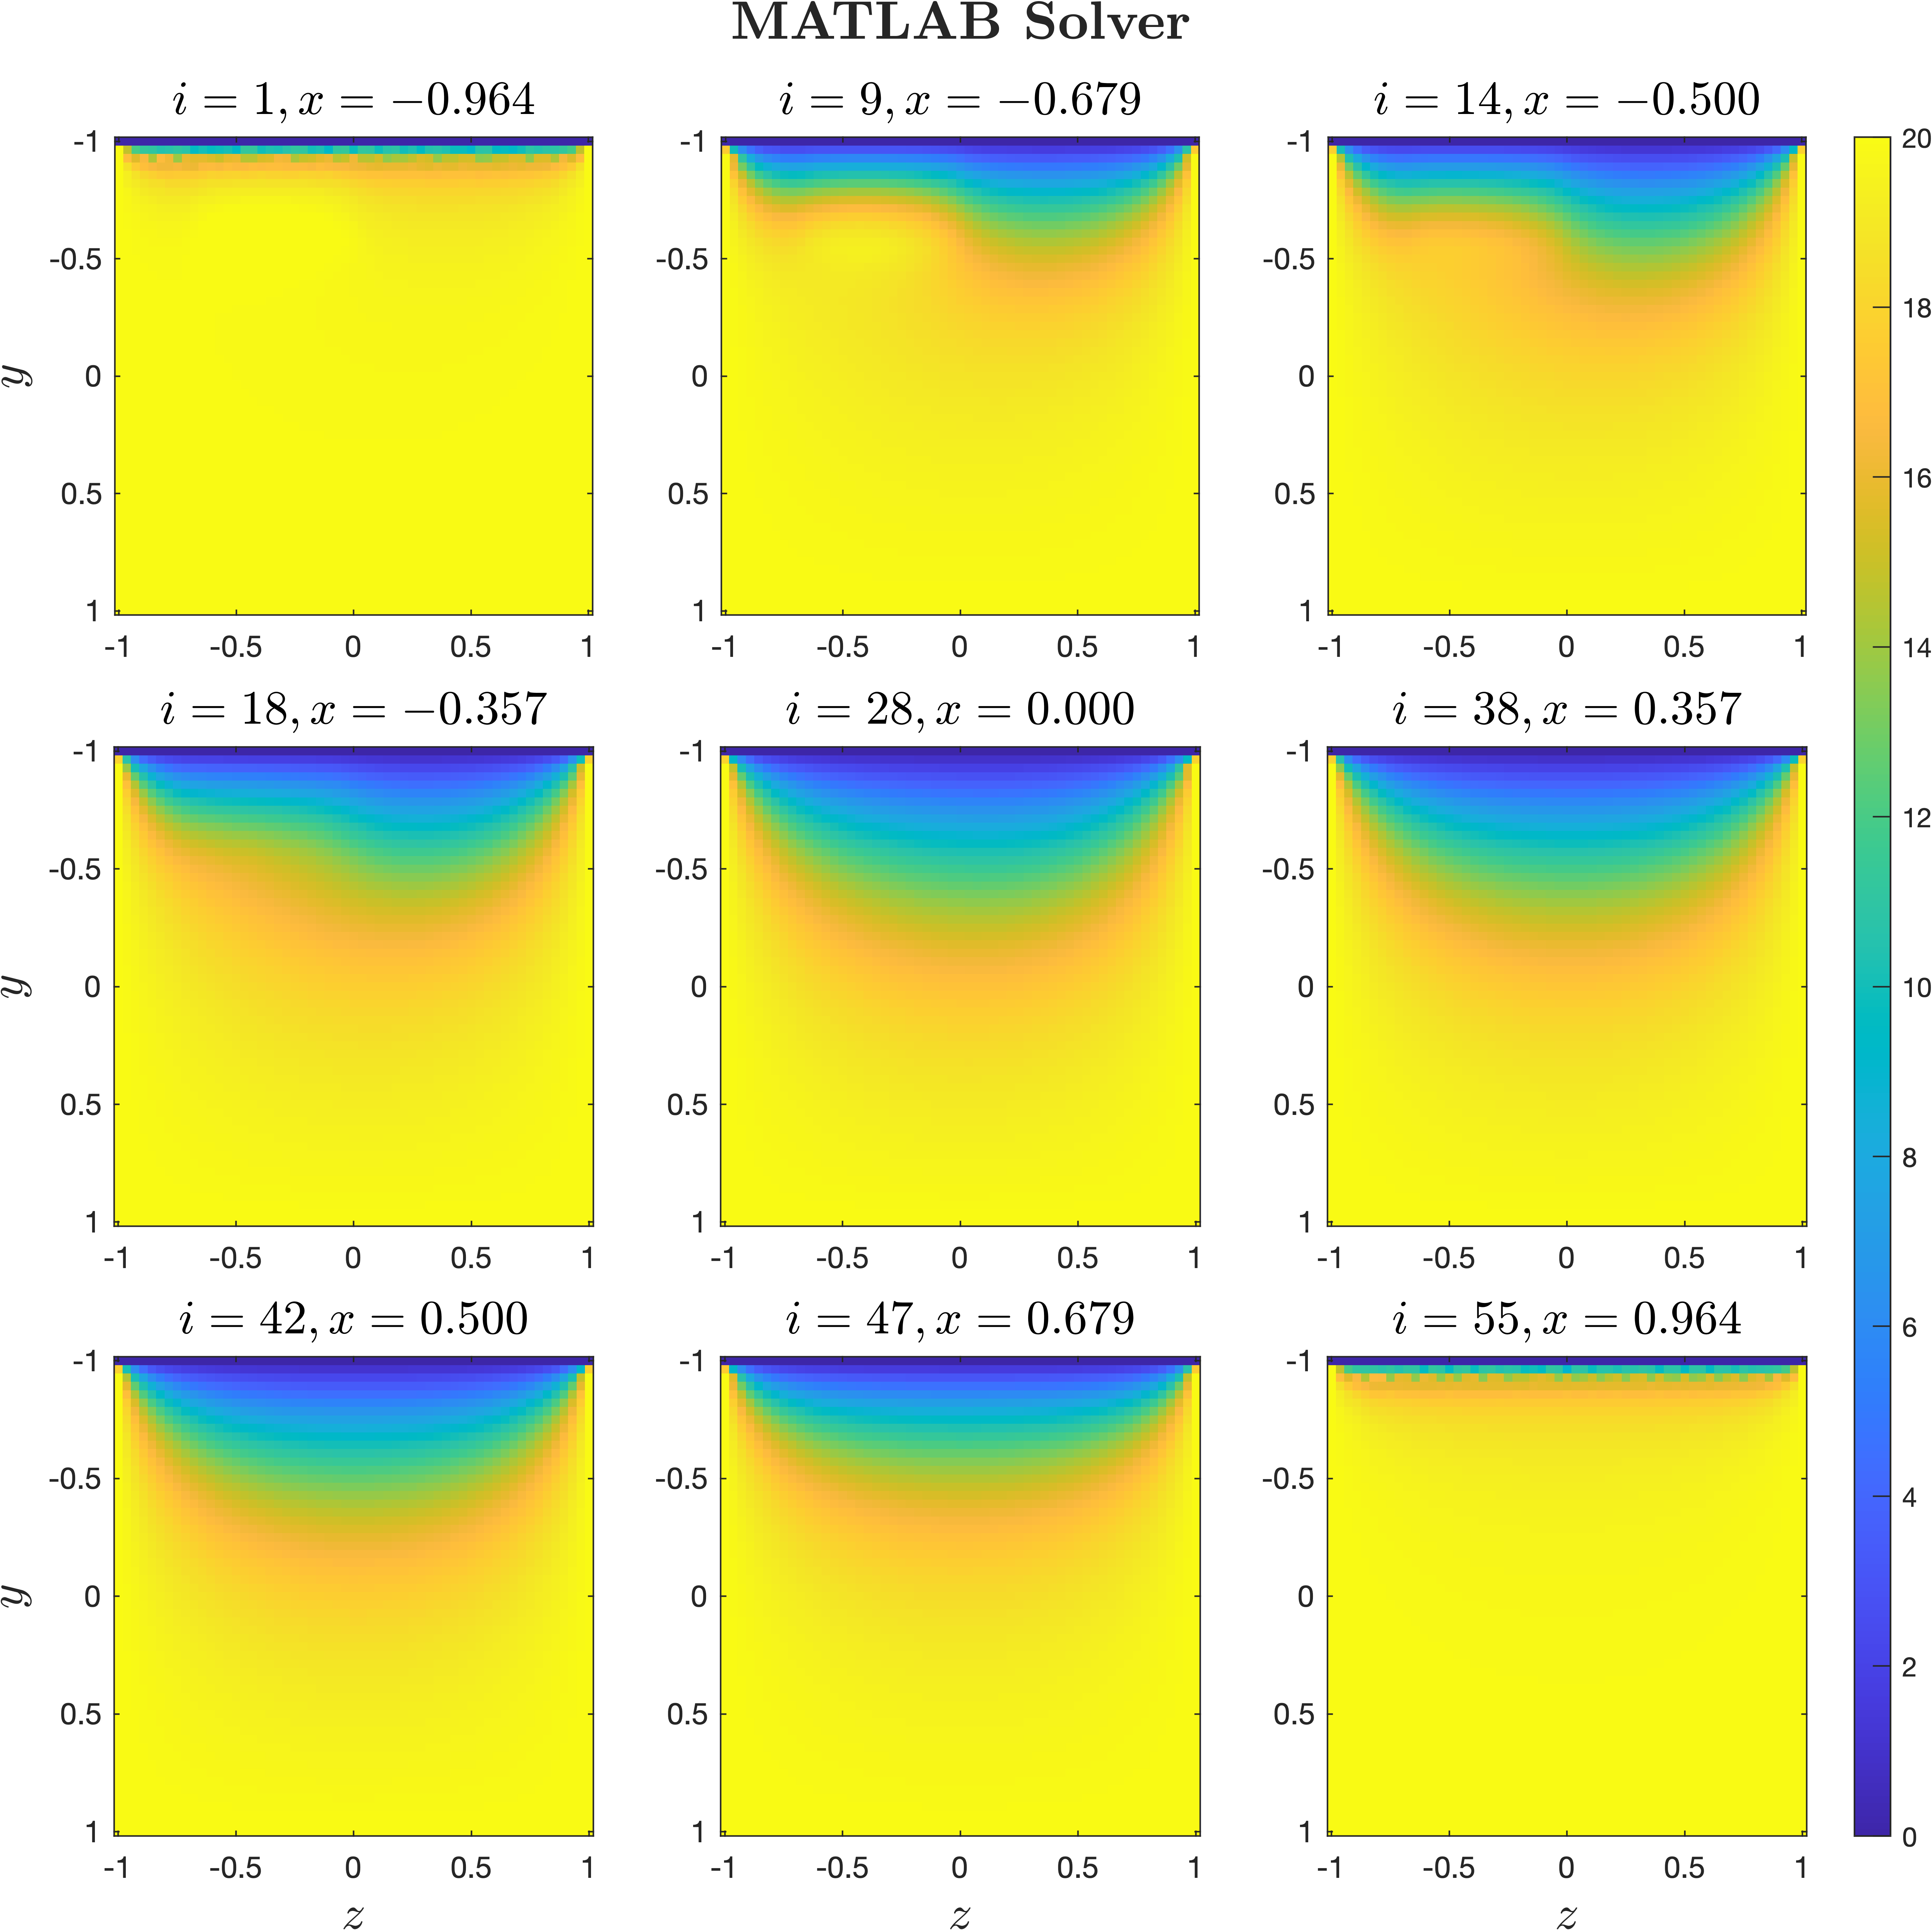 MATLAB Solver
i = 1, x = −0.964
i = 9, x = −0.679
i = 14, x = −0.500
-1
-0.5
0
0.5
1
y
-1 -0.5 0 0.5 1
-1
-0.5
0
0.5
1
-1 -0.5 0 0.5 1
-1
-0.5
0
0.5
1
-1 -0.5 0 0.5 1
i = 18, x = −0.357
i = 28, x = 0.000
i = 38, x = 0.357
-1
-0.5
0
0.5
1
y
-1 -0.5 0 0.5 1
-1
-0.5
0
0.5
1
-1 -0.5 0 0.5 1
-1
-0.5
0
0.5
1
-1 -0.5 0 0.5 1
i = 42, x = 0.500
i = 47, x = 0.679
i = 55, x = 0.964
-1
-0.5
0
0.5
1
y
-1 -0.5 0 0.5 1
z
-1
-0.5
0
0.5
1
-1 -0.5 0 0.5 1
z
-1
-0.5
0
0.5
1
-1 -0.5 0 0.5 1
z
20
18
16
14
12
10
8
6
4
2
0